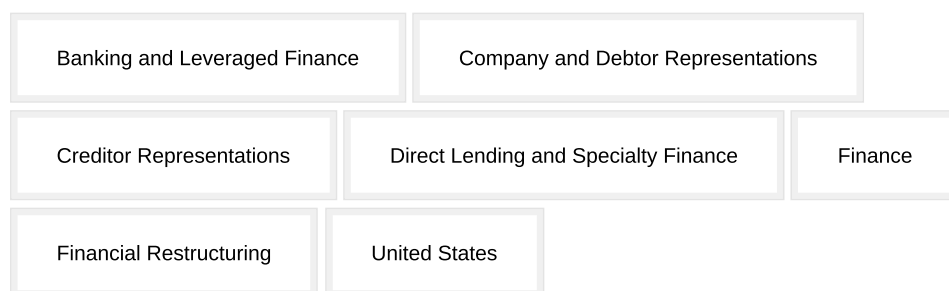 Banking and Leveraged Finance Company and Debtor Representations
Creditor Representations Direct Lending and Specialty Finance Finance
Financial Restructuring United States